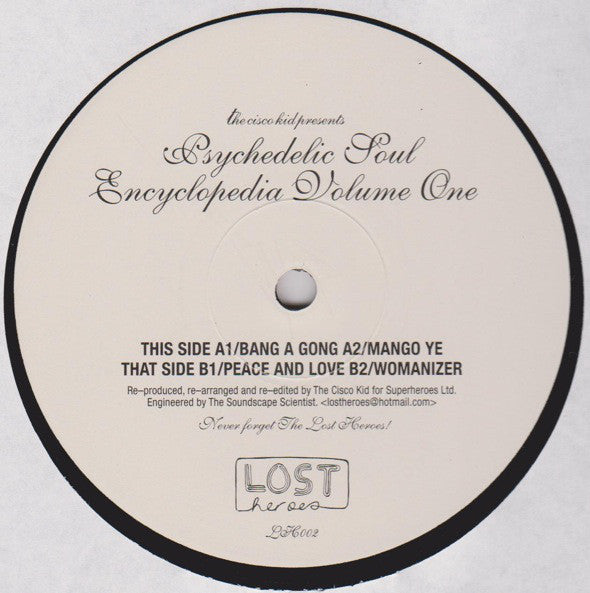 the cisco kid presents
Psychedelic Soul
Encyclopedia Volume One
THIS SIDE A1/BANG A GONG A2/MANGO YE
THAT SIDE B1/PEACE AND LOVE B2/WOMANIZER
Re-produced, re-arranged and re-edited by The Cisco Kid for Superheroes Ltd.
Engineered by The Soundscape Scientist. <lostheroes@hotmail.com>
Never forget The Lost Heroes!
LOST
heroes
LH002